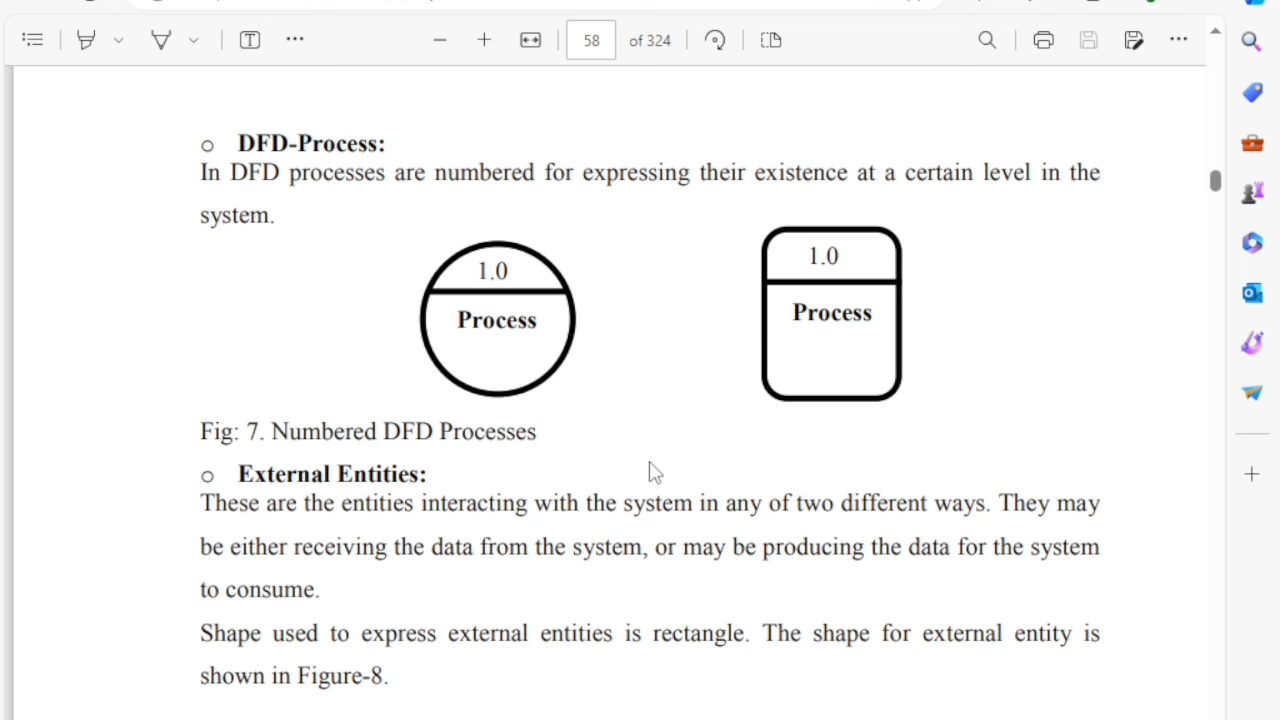 58 of 324
DFD-Process:
In DFD processes are numbered for expressing their existence at a certain level in the
system.
1.0
Process
1.0
Process
Fig: 7. Numbered DFD Processes
External Entities:
These are the entities interacting with the system in any of two different ways. They may
be either receiving the data from the system, or may be producing the data for the system
to consume.
Shape used to express external entities is rectangle. The shape for external entity is
shown in Figure-8.